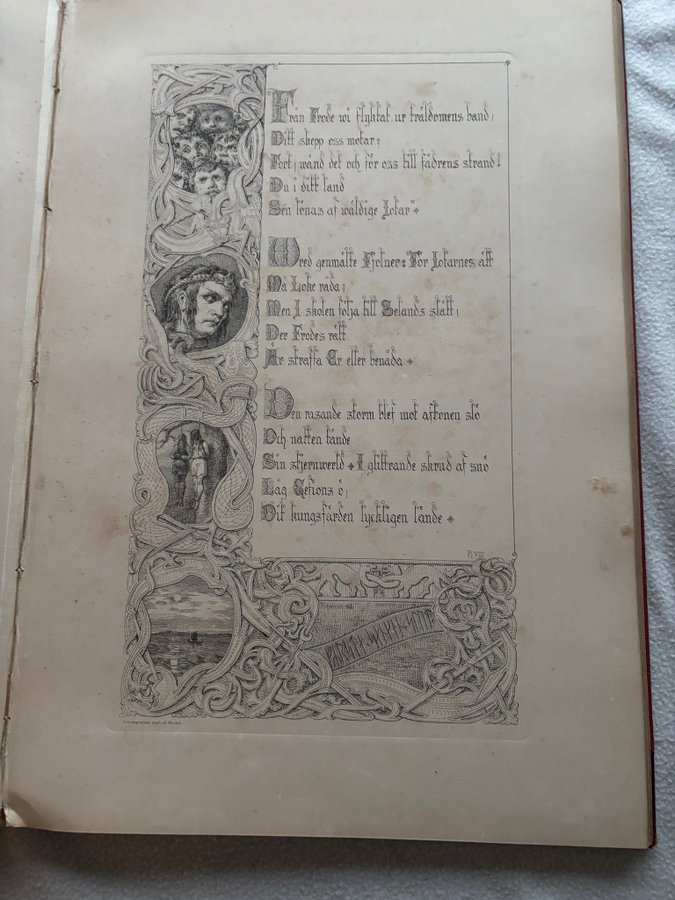 Från Frode wi flyktat ur träldomens band;
Ditt skepp oss motar;
Fort; wänd det och för oss till fädrens strand!
Du i ditt land
Sen lönas af wäldige Jotar"
Wred genmälte Fjolner: "För Jotarnes ätt
Må Loke råda;
Men I skolen följa till Selands slätt;
Der Frodes rätt
Är straffa Er eller benåda
Den rasande storm blef mot aftonen slö
Och natten tände
Sin stjernwerld I glittrande skrud af snö
Låg Gefions ö;
Dit kungsfärden lyckligen lände
Pl. VIII